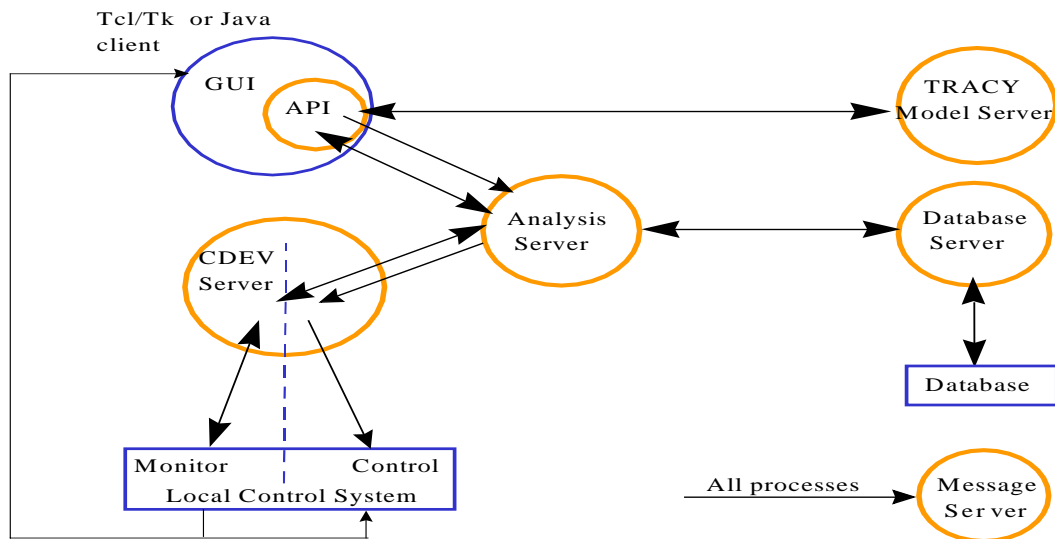 Tcl/Tk or Java
client
GUI
API
TRACY
Model Server
Analysis
Server
Database
Server
CDEV
Server
Database
Monitor
Control
Local Control System
All processes
Message
Server